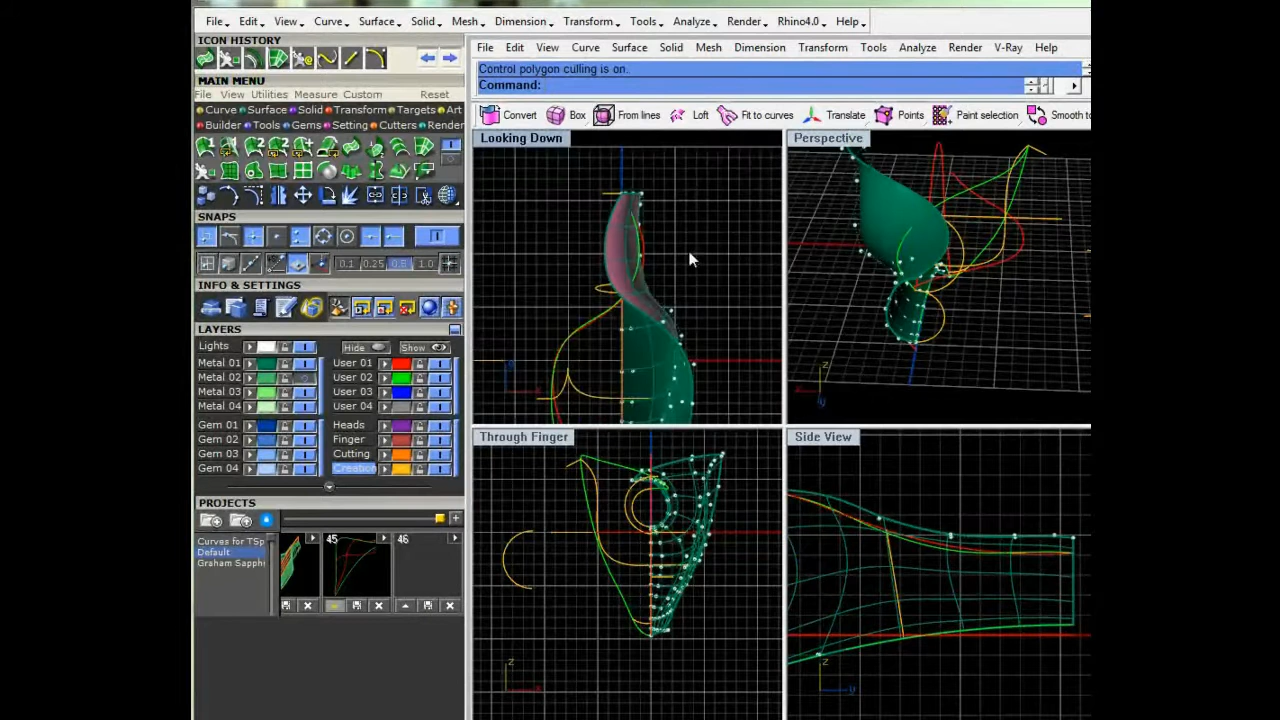 File Edit View Curve Surface Solid Mesh Dimension Transform Tools Analyze Render Rhino4.0 Help
ICON HISTORY
MAIN MENU
File View Utilities Measure Custom Reset
Curve Surface Solid Transform Targets Art
Builder Tools Gems Setting Cutters Render
SNAPS
0.1 0.25 0.5 1.0
INFO & SETTINGS
LAYERS
Lights Hide Show
Metal 01 User 01
Metal 02 User 02
Metal 03 User 03
Metal 04 User 04
Gem 01 Heads
Gem 02 Finger
Gem 03 Cutting
Gem 04 Creation
PROJECTS
Curves for TSp
Default
Graham Sapph
45 46
File Edit View Curve Surface Solid Mesh Dimension Transform Tools Analyze Render V-Ray Help
Control polygon culling is on.
Command:
Convert Box From lines Loft Fit to curves Translate Points Paint selection Smooth to
Looking Down
Perspective
Through Finger
Side View
z
x
z
y
z
x
z
y